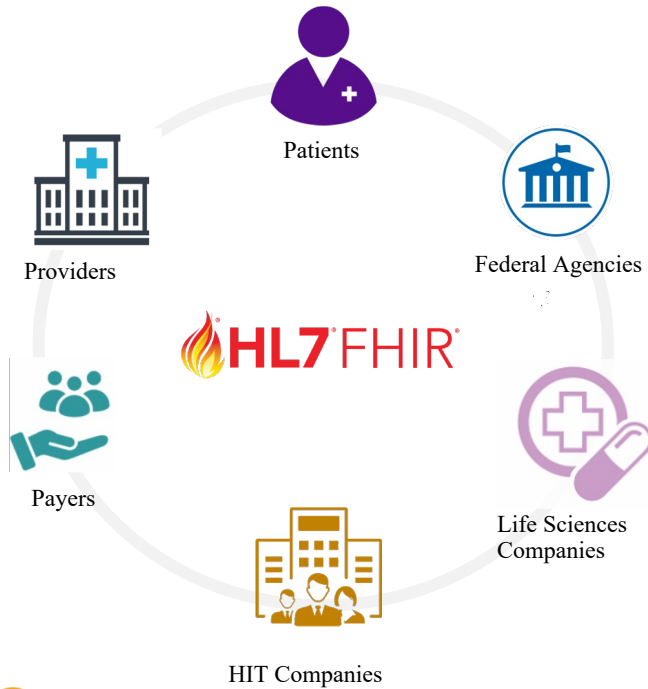 Patients
Providers
Federal Agencies
HL7® FHIR®
Payers
Life Sciences
Companies
HIT Companies